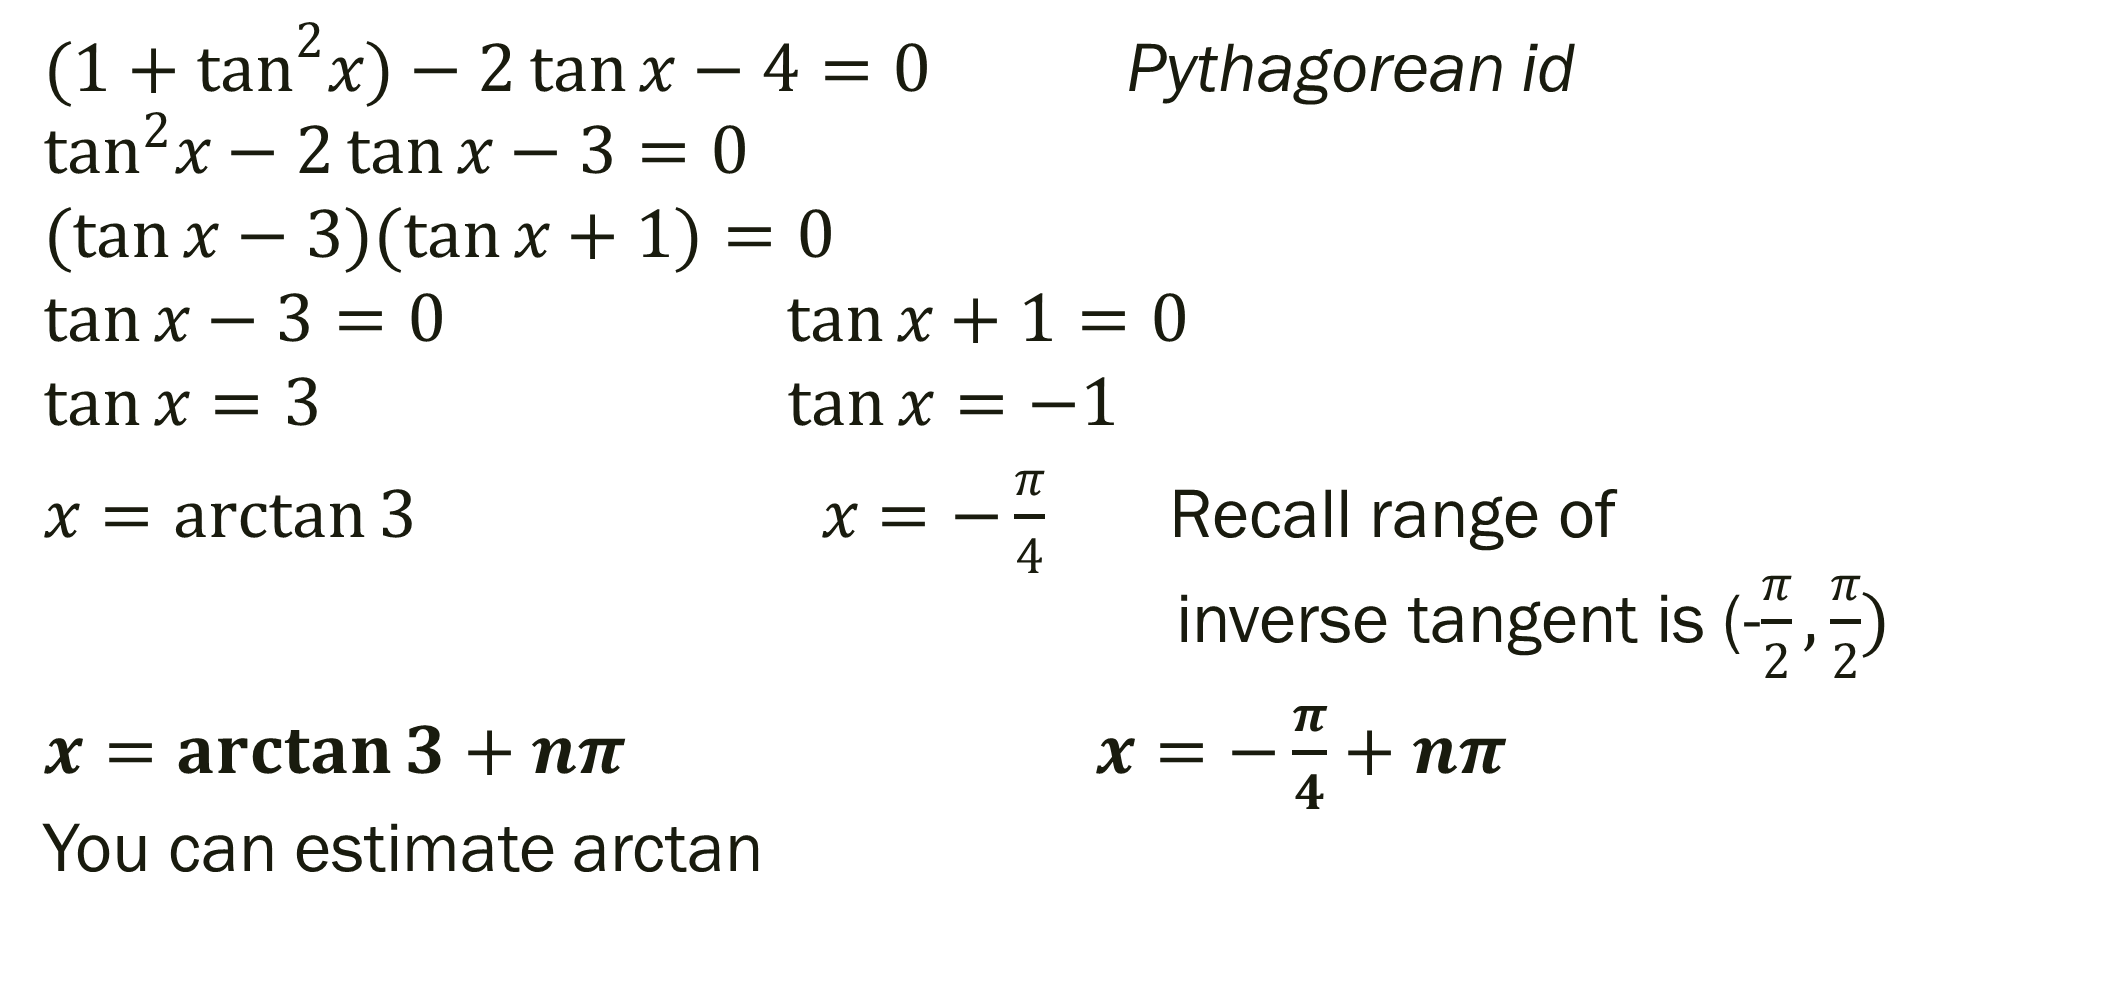 (1 + tan²x) − 2 tan x − 4 = 0 Pythagorean id
tan²x − 2 tan x − 3 = 0
(tan x − 3)(tan x + 1) = 0
tan x − 3 = 0 tan x + 1 = 0
tan x = 3 tan x = −1
x = arctan 3 x = −π/4 Recall range of
inverse tangent is (-π/2, π/2)
x = arctan 3 + nπ x = −π/4 + nπ
You can estimate arctan